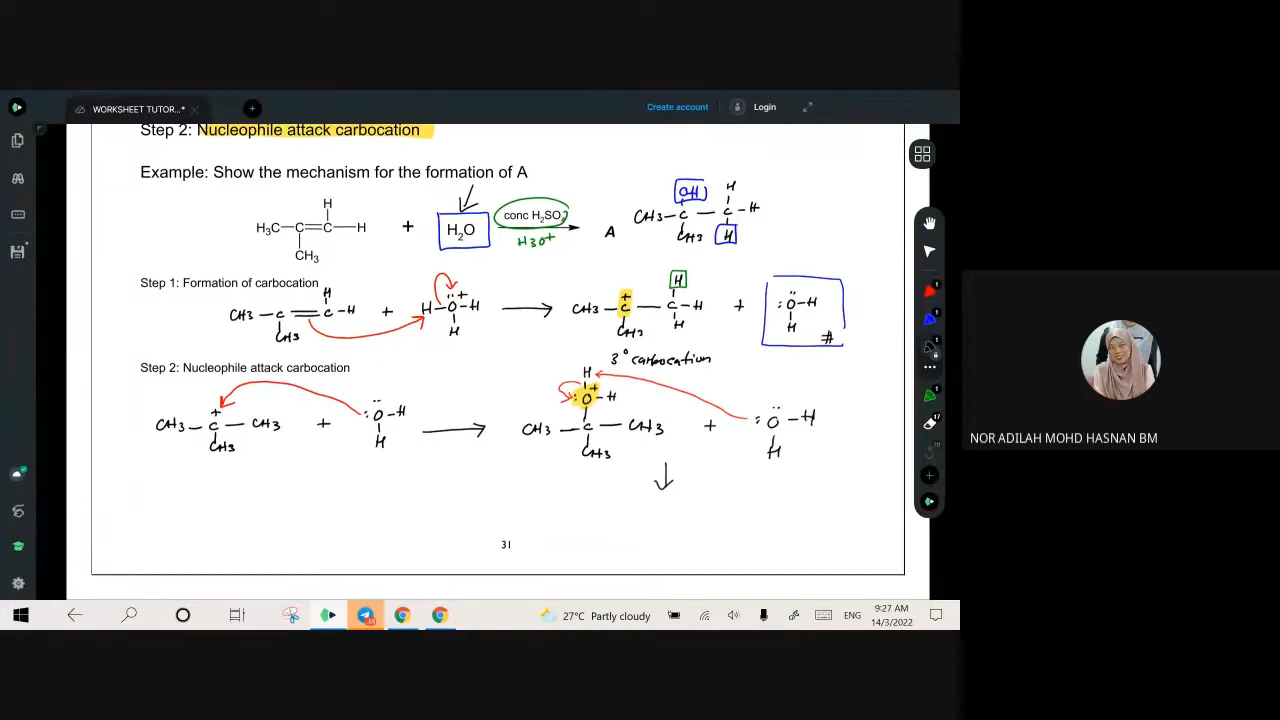 WORKSHEET TUTOR...*
Create account
Login
Step 2: Nucleophile attack carbocation
Example: Show the mechanism for the formation of A
H
H₃C — C = C — H + H₂O conc H₂SO₄
CH₃
H3O+
A
OH H
CH3 — C — C — H
CH3 H
Step 1: Formation of carbocation
H
CH3 — C = C — H + H — Ö⁺ — H
CH3 H
H
CH3 — C⁺ — C — H + :Ö — H
CH3 H H
#
3° carbocation
Step 2: Nucleophile attack carbocation
CH3 — C⁺ — CH3 + :Ö — H
CH3 H
H
:O⁺ — H
CH3 — C — CH3 + :Ö — H
CH3 H
31
NOR ADILAH MOHD HASNAN BM
27°C Partly cloudy
ENG
9:27 AM
14/3/2022